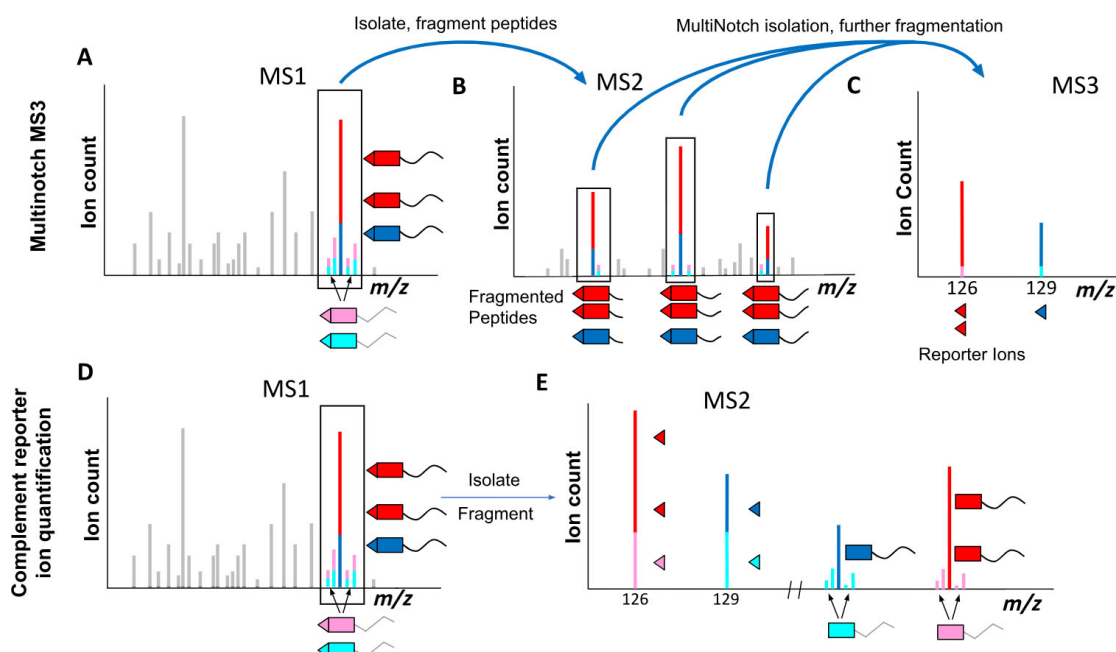 Isolate, fragment peptides
MultiNotch isolation, further fragmentation
A
MS1
B
MS2
C
MS3
Multinotch MS3
Ion count
m/z
Ion count
m/z
Fragmented
Peptides
Ion Count
126
129
m/z
Reporter Ions
D
MS1
E
MS2
Complement reporter
ion quantification
Ion count
m/z
Isolate
Fragment
Ion count
126
129
m/z